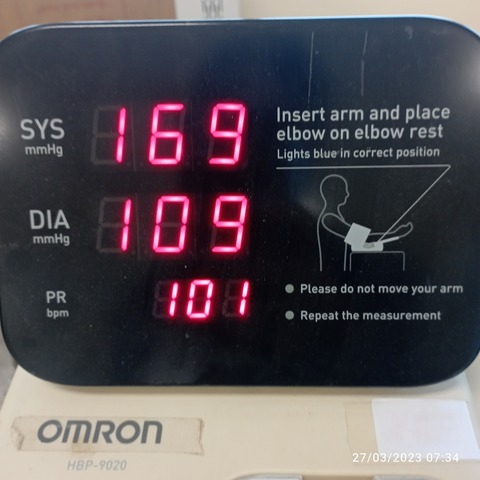 SYS
mmHg
169
DIA
mmHg
109
PR
bpm
101
Insert arm and place
elbow on elbow rest
Lights blue in correct position
Please do not move your arm
Repeat the measurement
OMRON
HBP-9020
27/03/2023 07:34